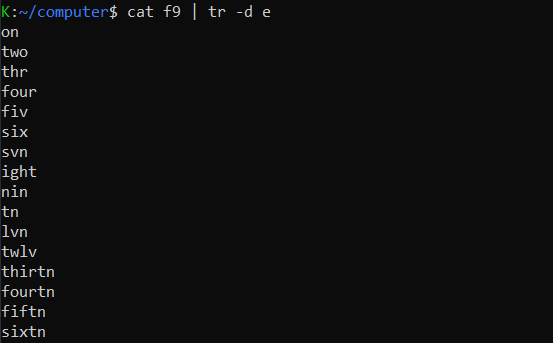 K:~/computer$ cat f9 | tr -d e
on
two
thr
four
fiv
six
svn
ight
nin
tn
lvn
twlv
thirtn
fourtn
fiftn
sixtn